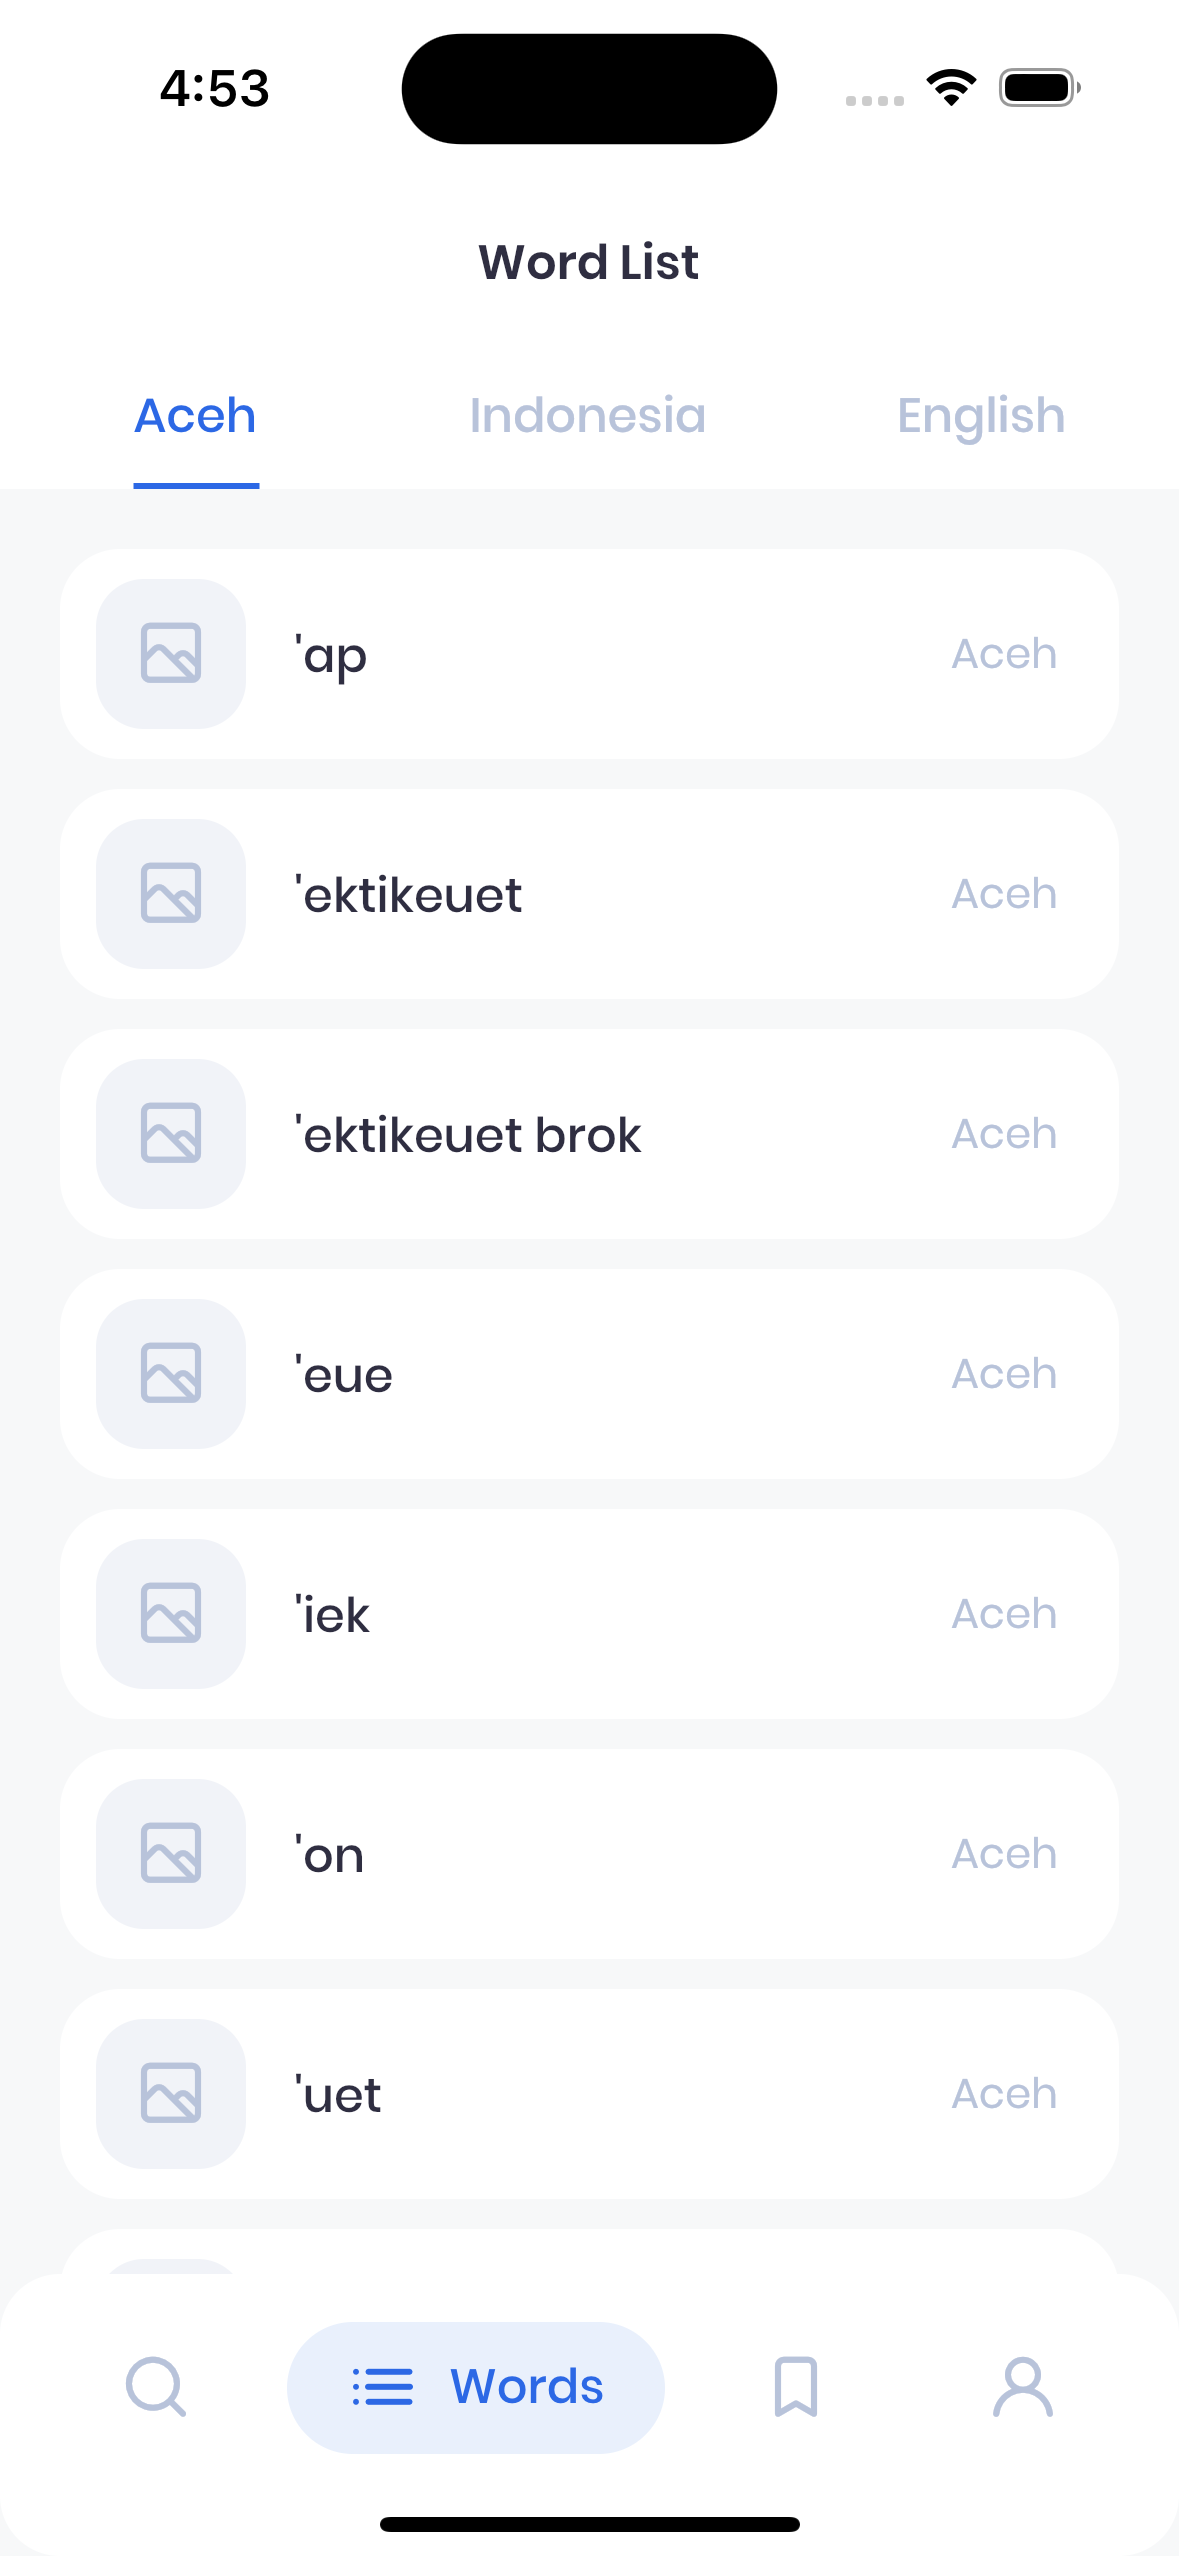 4:53
Word List
Aceh Indonesia English
'ap Aceh
'ektikeuet Aceh
'ektikeuet brok Aceh
'eue Aceh
'iek Aceh
'on Aceh
'uet Aceh
Words